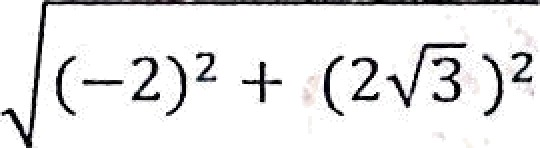 √((−2)² + (2√3)²)